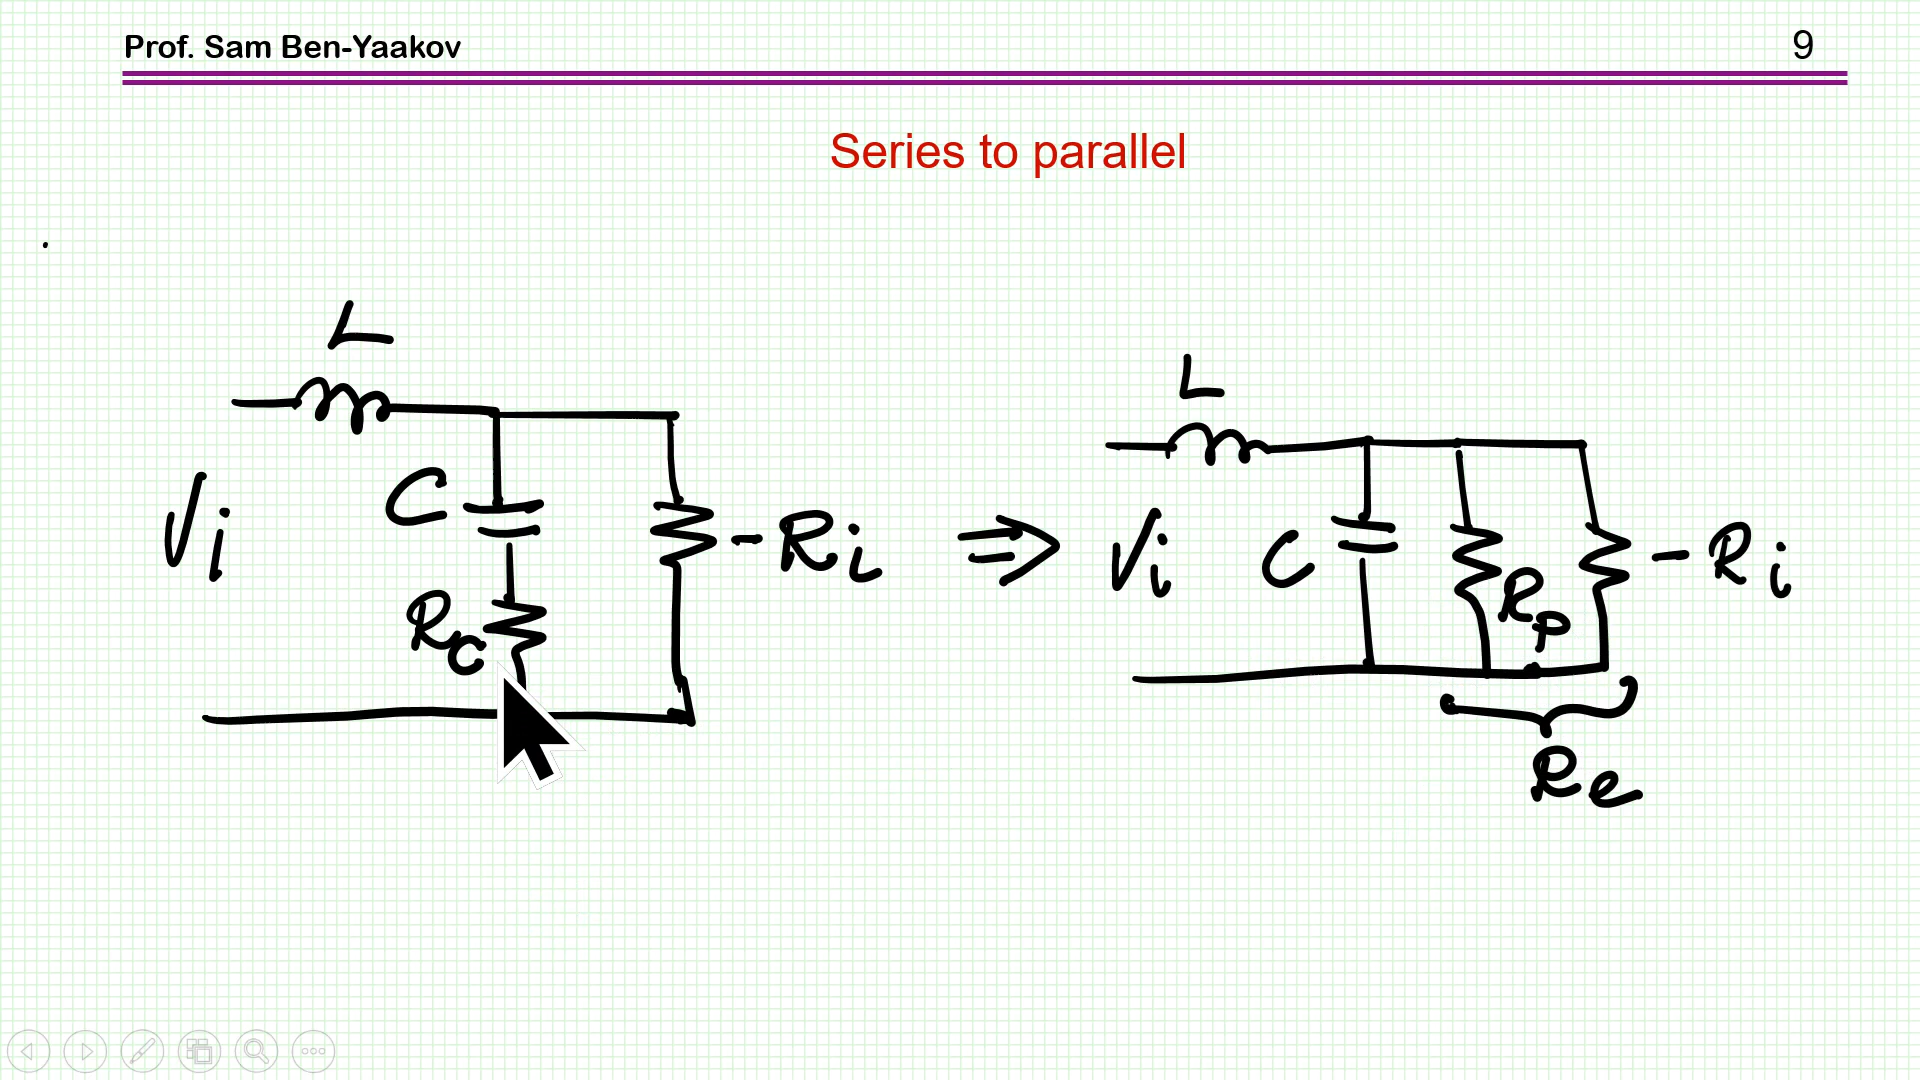 Prof. Sam Ben-Yaakov 9
Series to parallel
L
L
Vi C - Ri ⇒ Vi C Rp - Ri
Rc
Re